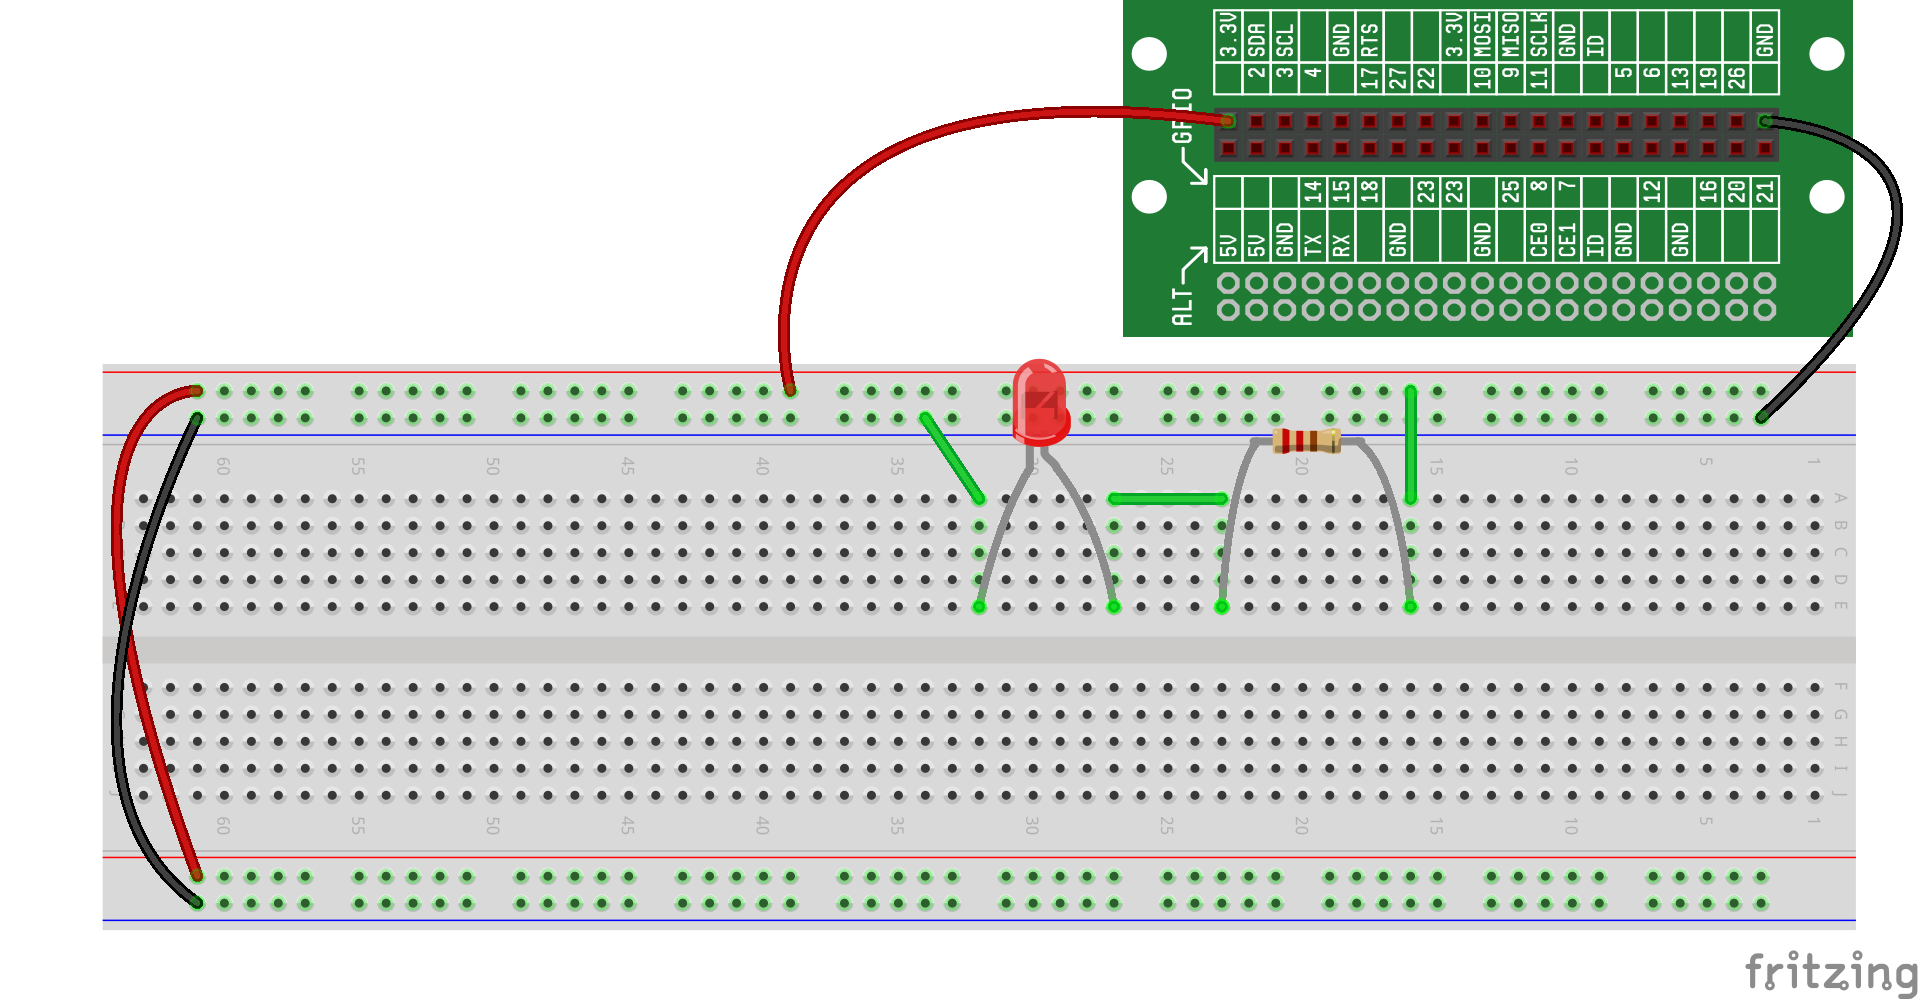 3.3V SDA SCL GND RTS 3.3V MOSI MISO SCLK GND ID GND
2 3 4 17 27 22 10 9 11 5 6 13 19 26
GPIO
14 15 18 23 23 25 8 7 12 16 20 21
5V 5V GND TX RX GND GND CE0 CE1 ID GND GND
ALT
60 55 50 45 40 35 30 25 20 15 10 5 1
A
B
C
D
E
F
G
H
I
J
60 55 50 45 40 35 30 25 20 15 10 5 1
fritzing